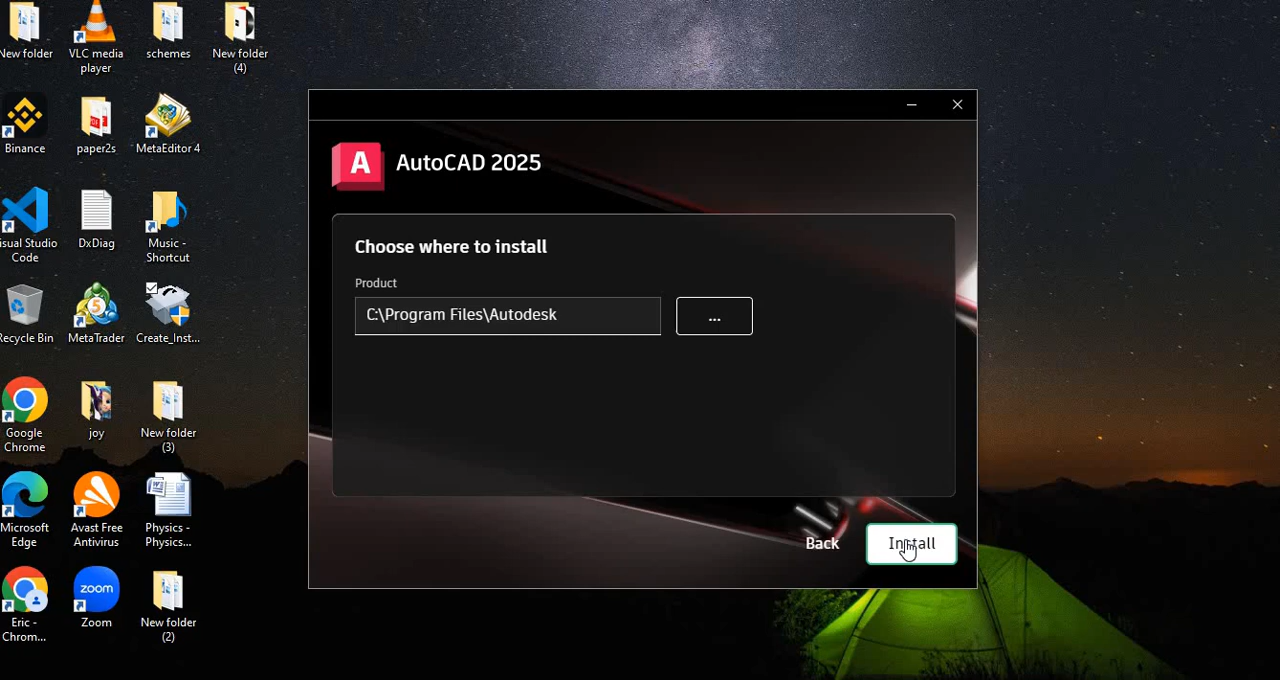 New folder
VLC media
player
schemes
New folder
(4)
Binance
paper2s
MetaEditor 4
isual Studio
Code
DxDiag
Music -
Shortcut
Recycle Bin
5
MetaTrader
Create_Inst...
Google
Chrome
joy
New folder
(3)
Microsoft
Edge
Avast Free
Antivirus
W
Physics -
Physics...
Eric -
Chrom...
zoom
Zoom
New folder
(2)
A
AutoCAD 2025
Choose where to install
Product
C:\Program Files\Autodesk
...
Back
Install